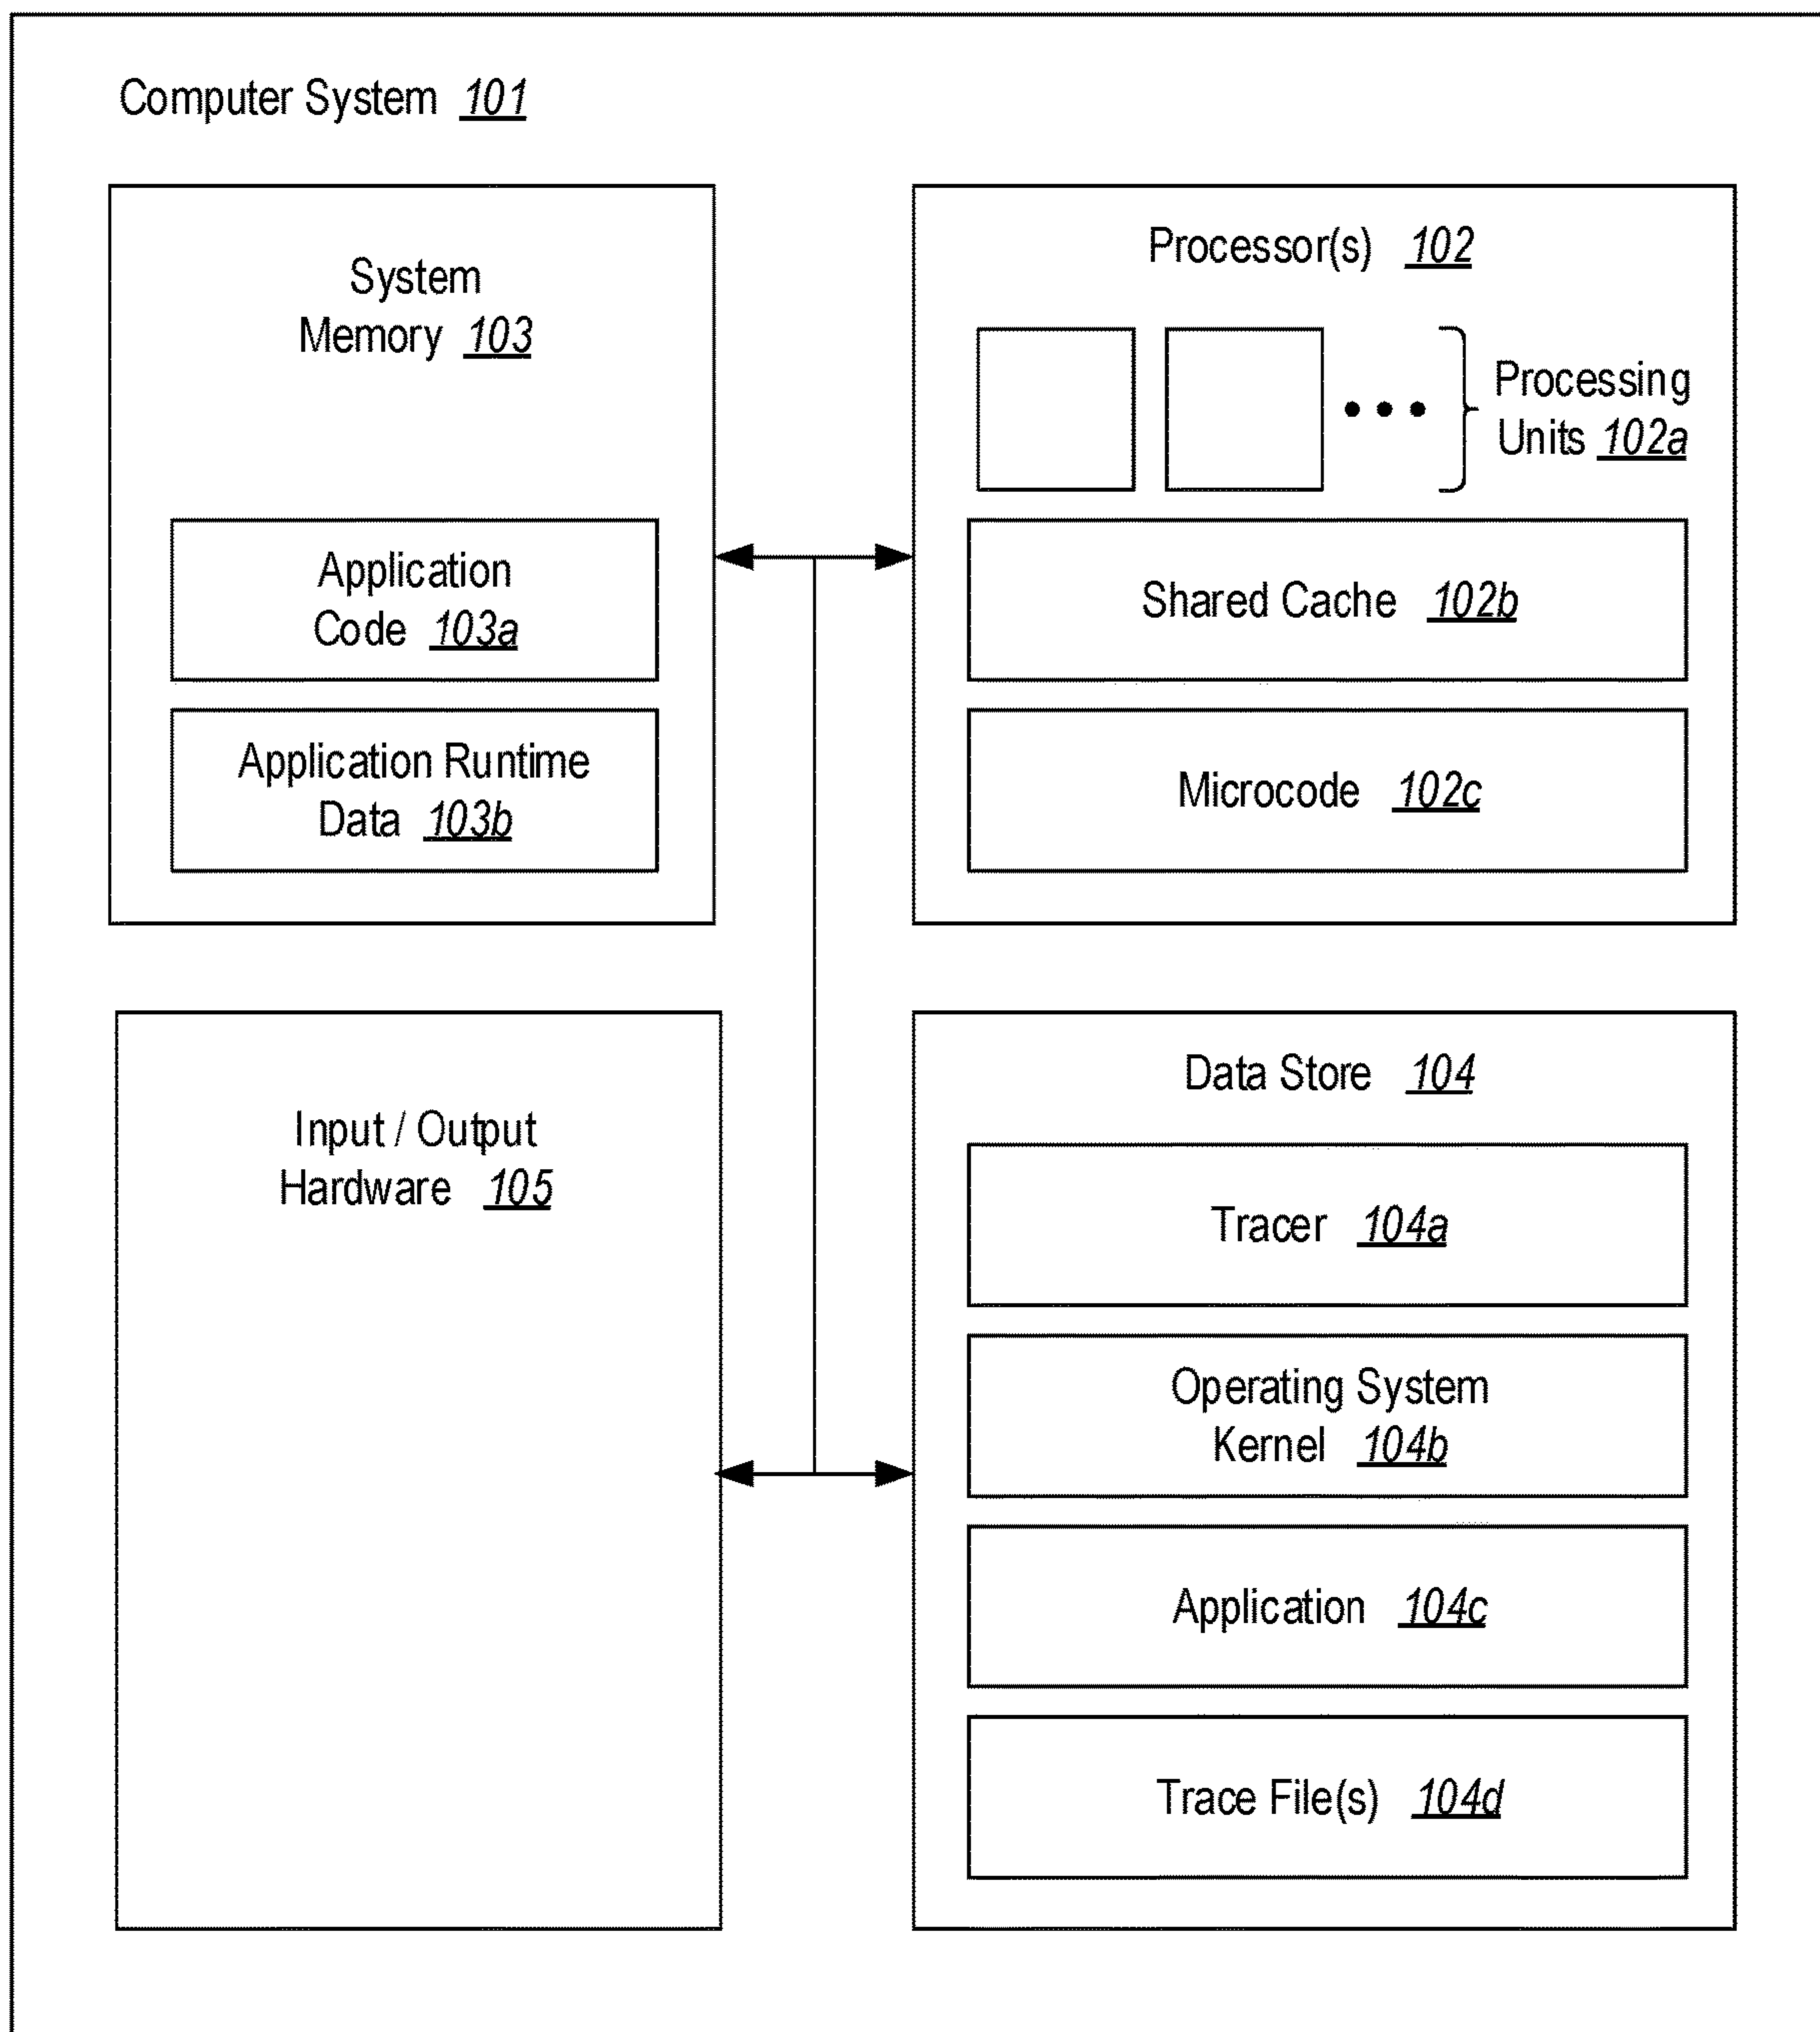 Computer System 101
System
Memory 103
Application
Code 103a
Application Runtime
Data 103b
Processor(s) 102
Processing
Units 102a
Shared Cache 102b
Microcode 102c
Input / Output
Hardware 105
Data Store 104
Tracer 104a
Operating System
Kernel 104b
Application 104c
Trace File(s) 104d